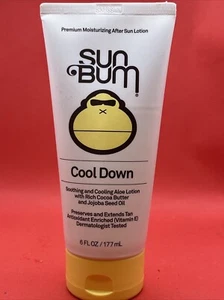 Premium Moisturizing After Sun Lotion
sun
BUM
Cool Down
Soothing and Cooling Aloe Lotion
with Rich Cocoa Butter
and Jojoba Seed Oil
Preserves and Extends Tan
Antioxidant Enriched (Vitamin E)
Dermatologist Tested
6 FL OZ / 177 mL